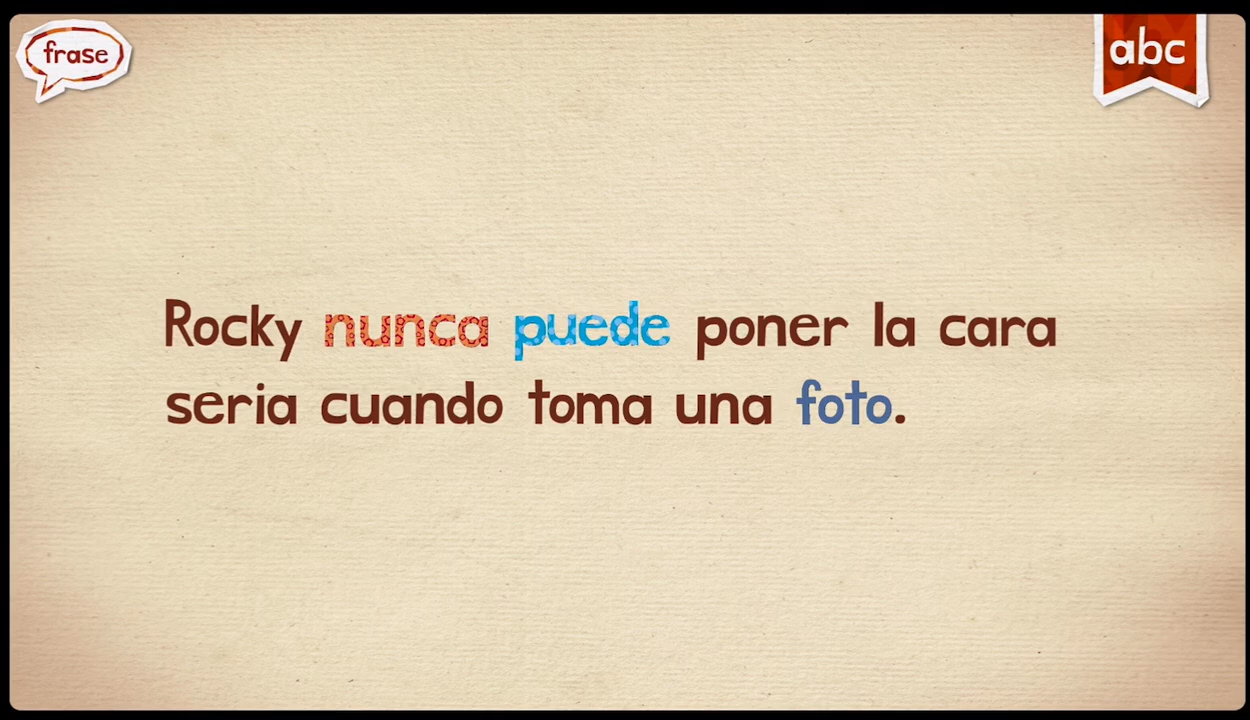 frase
abc
Rocky nunca puede poner la cara
seria cuando toma una foto.